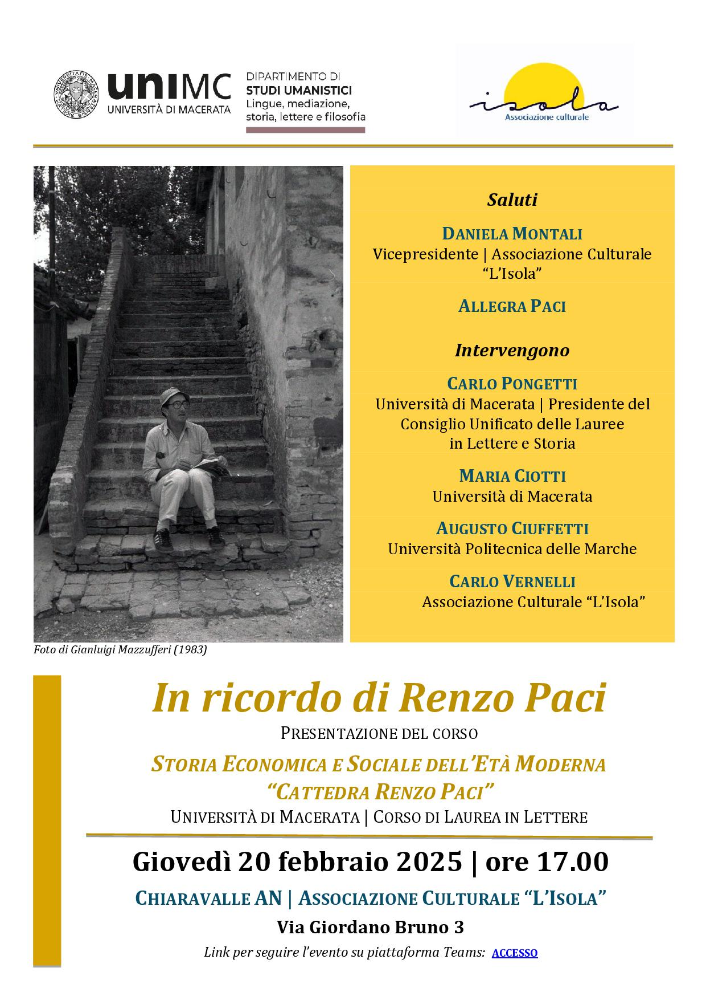 uniMC
UNIVERSITÀ DI MACERATA
DIPARTIMENTO DI
STUDI UMANISTICI
Lingue, mediazione,
storia, lettere e filosofia
isola
Associazione culturale
Saluti
DANIELA MONTALI
Vicepresidente | Associazione Culturale
“L’Isola”
ALLEGRA PACI
Intervengono
CARLO PONGETTI
Università di Macerata | Presidente del
Consiglio Unificato delle Lauree
in Lettere e Storia
MARIA CIOTTI
Università di Macerata
AUGUSTO CIUFFETTI
Università Politecnica delle Marche
CARLO VERNELLI
Associazione Culturale “L’Isola”
Foto di Gianluigi Mazzufferi (1983)
In ricordo di Renzo Paci
PRESENTAZIONE DEL CORSO
STORIA ECONOMICA E SOCIALE DELL’ETÀ MODERNA
“CATTEDRA RENZO PACI”
UNIVERSITÀ DI MACERATA | CORSO DI LAUREA IN LETTERE
Giovedì 20 febbraio 2025 | ore 17.00
CHIARAVALLE AN | ASSOCIAZIONE CULTURALE “L’ISOLA”
Via Giordano Bruno 3
Link per seguire l’evento su piattaforma Teams: ACCESSO